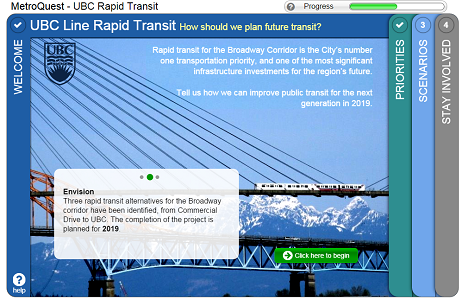 MetroQuest - UBC Rapid Transit
? Progress
UBC Line Rapid Transit How should we plan future transit?
WELCOME
UBC
Rapid transit for the Broadway Corridor is the City's number
one transportation priority, and one of the most significant
infrastructure investments for the region's future.
Tell us how we can improve public transit for the next
generation in 2019.
Envision
Three rapid transit alternatives for the Broadway
corridor have been identified, from Commercial
Drive to UBC. The completion of the project is
planned for 2019.
Click here to begin
?
help
PRIORITIES
3
SCENARIOS
4
STAY INVOLVED